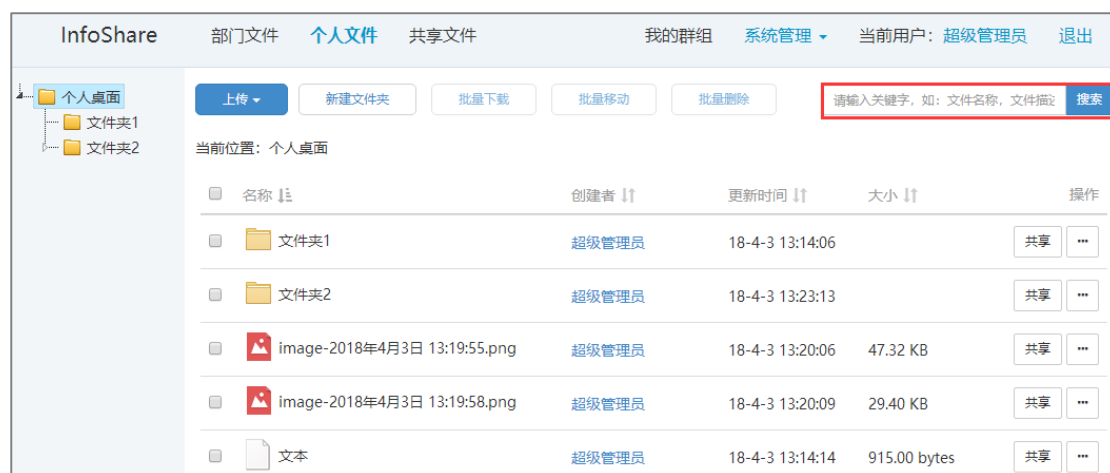 InfoShare 部门文件 个人文件 共享文件 我的群组 系统管理 当前用户：超级管理员 退出
个人桌面
文件夹1
文件夹2
上传 新建文件夹 批量下载 批量移动 批量删除 请输入关键字，如：文件名称，文件描 搜索
当前位置：个人桌面
名称 创建者 更新时间 大小 操作
文件夹1 超级管理员 18-4-3 13:14:06 共享 ...
文件夹2 超级管理员 18-4-3 13:23:13 共享 ...
image-2018年4月3日 13:19:55.png 超级管理员 18-4-3 13:20:06 47.32 KB 共享 ...
image-2018年4月3日 13:19:58.png 超级管理员 18-4-3 13:20:09 29.40 KB 共享 ...
文本 超级管理员 18-4-3 13:14:14 915.00 bytes 共享 ...